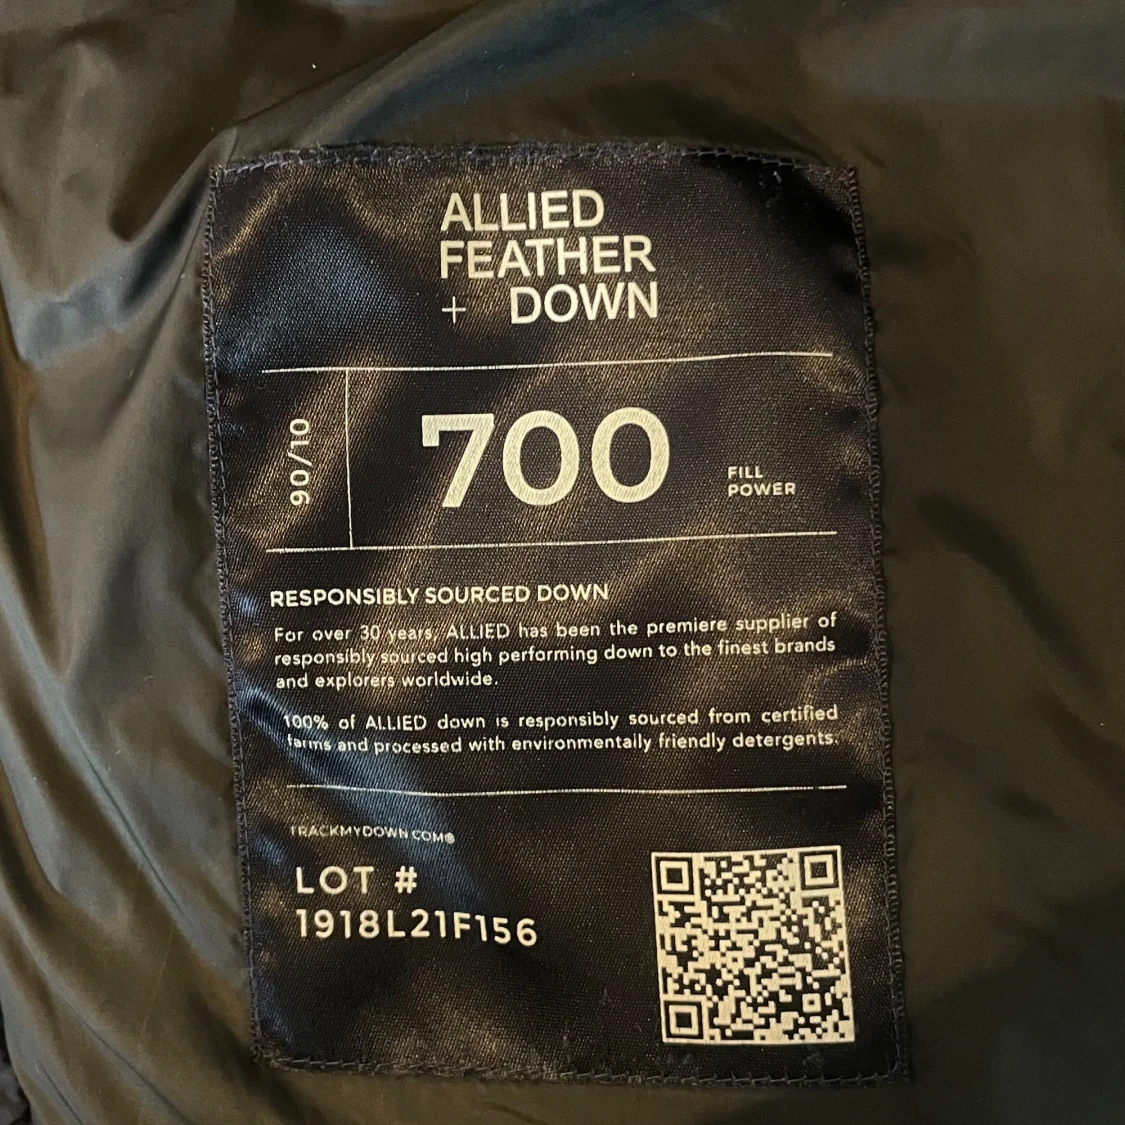 ALLIED
FEATHER
+ DOWN
90/10
700
FILL
POWER
RESPONSIBLY SOURCED DOWN
For over 30 years, ALLIED has been the premiere supplier of
responsibly sourced high performing down to the finest brands
and explorers worldwide.
100% of ALLIED down is responsibly sourced from certified
farms and processed with environmentally friendly detergents.
TRACKMYDOWN.COM®
LOT #
1918L21F156